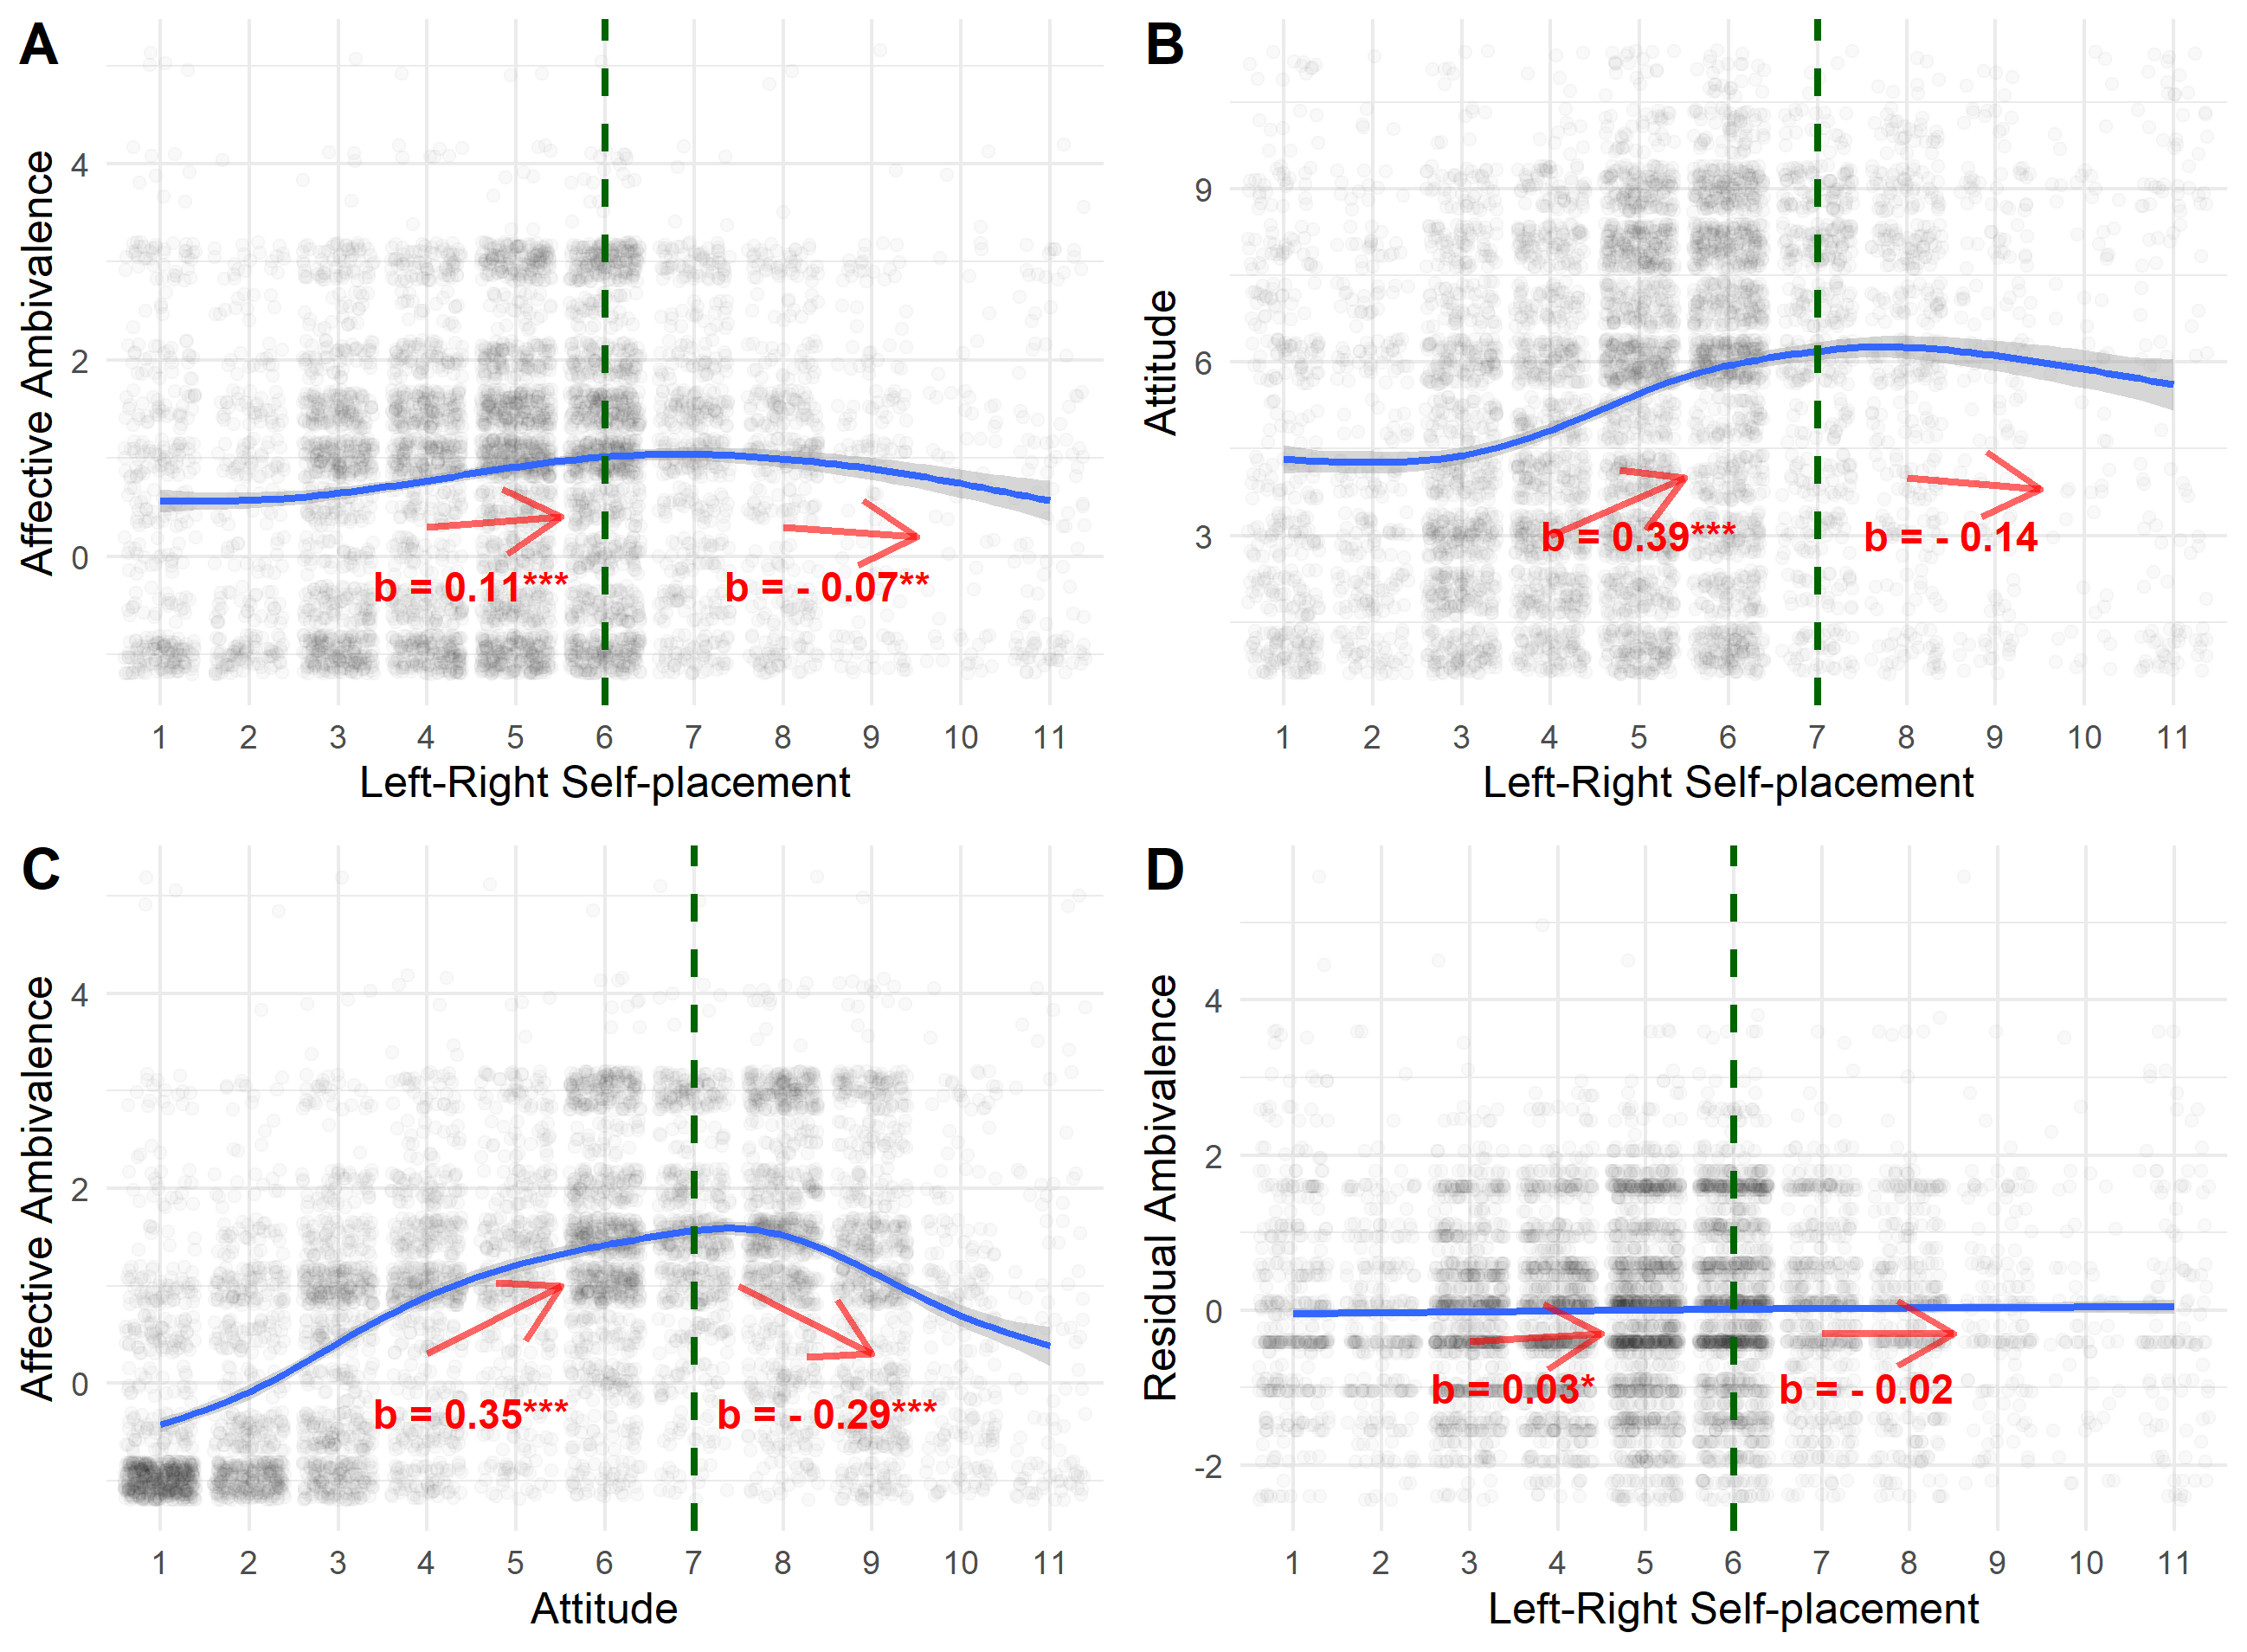 A
Affective Ambivalence
4
2
0
b = 0.11***
b = - 0.07**
1 2 3 4 5 6 7 8 9 10 11
Left-Right Self-placement
B
Attitude
9
6
3
b = 0.39***
b = - 0.14
1 2 3 4 5 6 7 8 9 10 11
Left-Right Self-placement
C
Affective Ambivalence
4
2
0
b = 0.35***
b = - 0.29***
1 2 3 4 5 6 7 8 9 10 11
Attitude
D
Residual Ambivalence
4
2
0
-2
b = 0.03*
b = - 0.02
1 2 3 4 5 6 7 8 9 10 11
Left-Right Self-placement